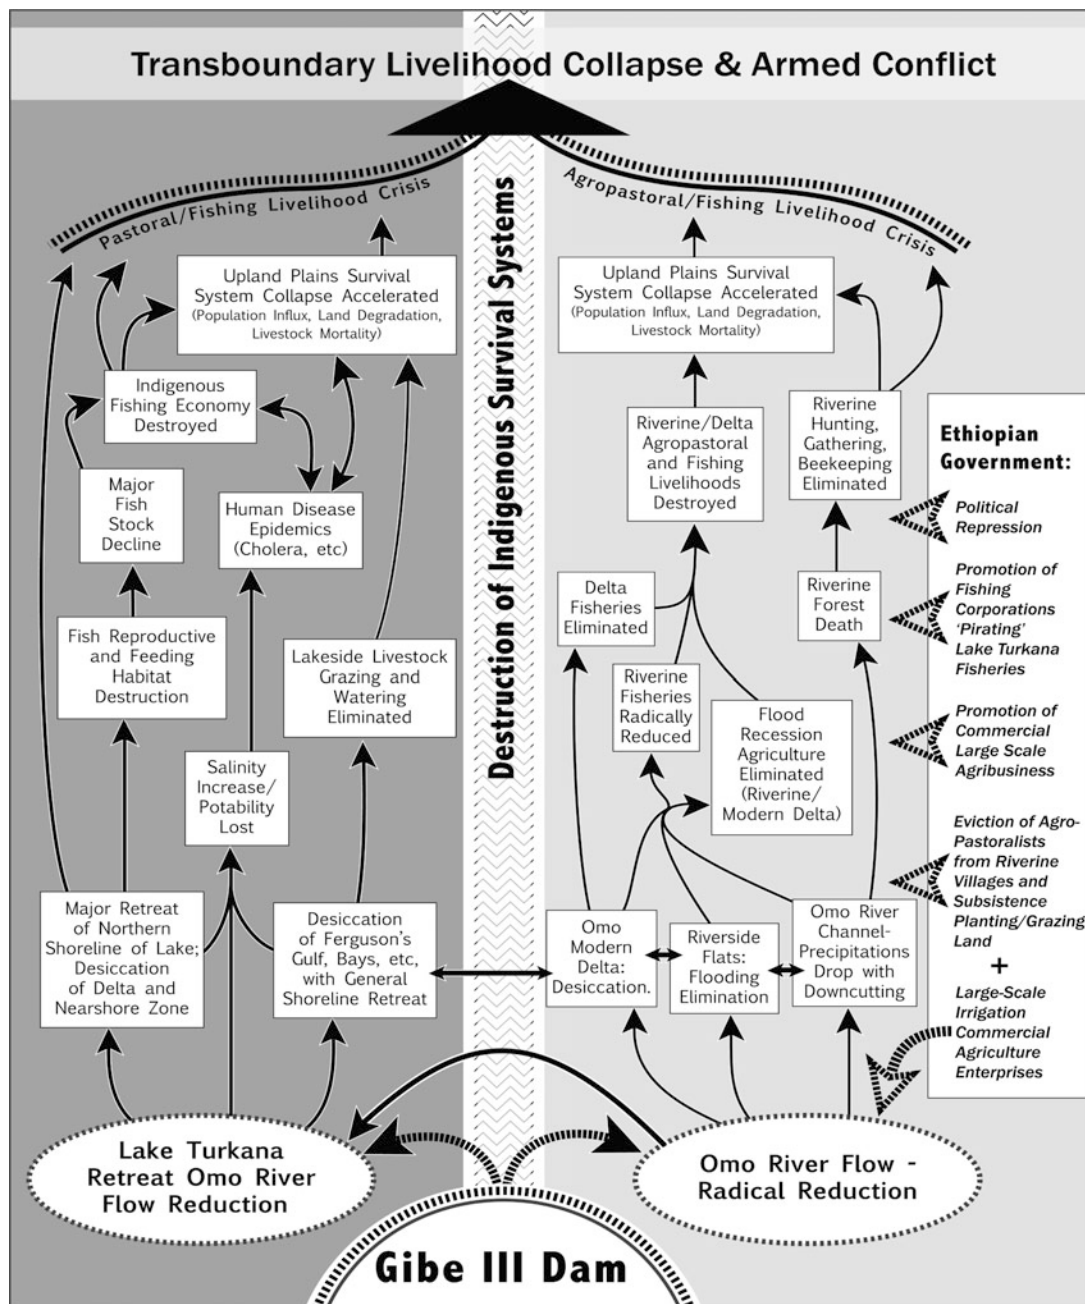 Transboundary Livelihood Collapse & Armed Conflict
Pastoral/Fishing Livelihood Crisis
Agropastoral/Fishing Livelihood Crisis
Destruction of Indigenous Survival Systems
Upland Plains Survival
System Collapse Accelerated
(Population Influx, Land Degradation,
Livestock Mortality)
Indigenous
Fishing Economy
Destroyed
Major
Fish
Stock
Decline
Human Disease
Epidemics
(Cholera, etc)
Fish Reproductive
and Feeding
Habitat
Destruction
Lakeside Livestock
Grazing and
Watering
Eliminated
Salinity
Increase/
Potability
Lost
Major Retreat
of Northern
Shoreline of Lake;
Desiccation
of Delta and
Nearshore Zone
Desiccation
of Ferguson's
Gulf, Bays, etc,
with General
Shoreline Retreat
Lake Turkana
Retreat Omo River
Flow Reduction
Upland Plains Survival
System Collapse Accelerated
(Population Influx, Land Degradation,
Livestock Mortality)
Riverine/Delta
Agropastoral
and Fishing
Livelihoods
Destroyed
Riverine
Hunting,
Gathering,
Beekeeping
Eliminated
Delta
Fisheries
Eliminated
Riverine
Forest
Death
Riverine
Fisheries
Radically
Reduced
Flood
Recession
Agriculture
Eliminated
(Riverine/
Modern Delta)
Omo
Modern
Delta:
Desiccation.
Riverside
Flats:
Flooding
Elimination
Omo River
Channel-
Precipitations
Drop with
Downcutting
Omo River Flow -
Radical Reduction
Ethiopian
Government:
Political
Repression
Promotion of
Fishing
Corporations
'Pirating'
Lake Turkana
Fisheries
Promotion of
Commercial
Large Scale
Agribusiness
Eviction of Agro-
Pastoralists
from Riverine
Villages and
Subsistence
Planting/Grazing
Land
+
Large-Scale
Irrigation
Commercial
Agriculture
Enterprises
Gibe III Dam